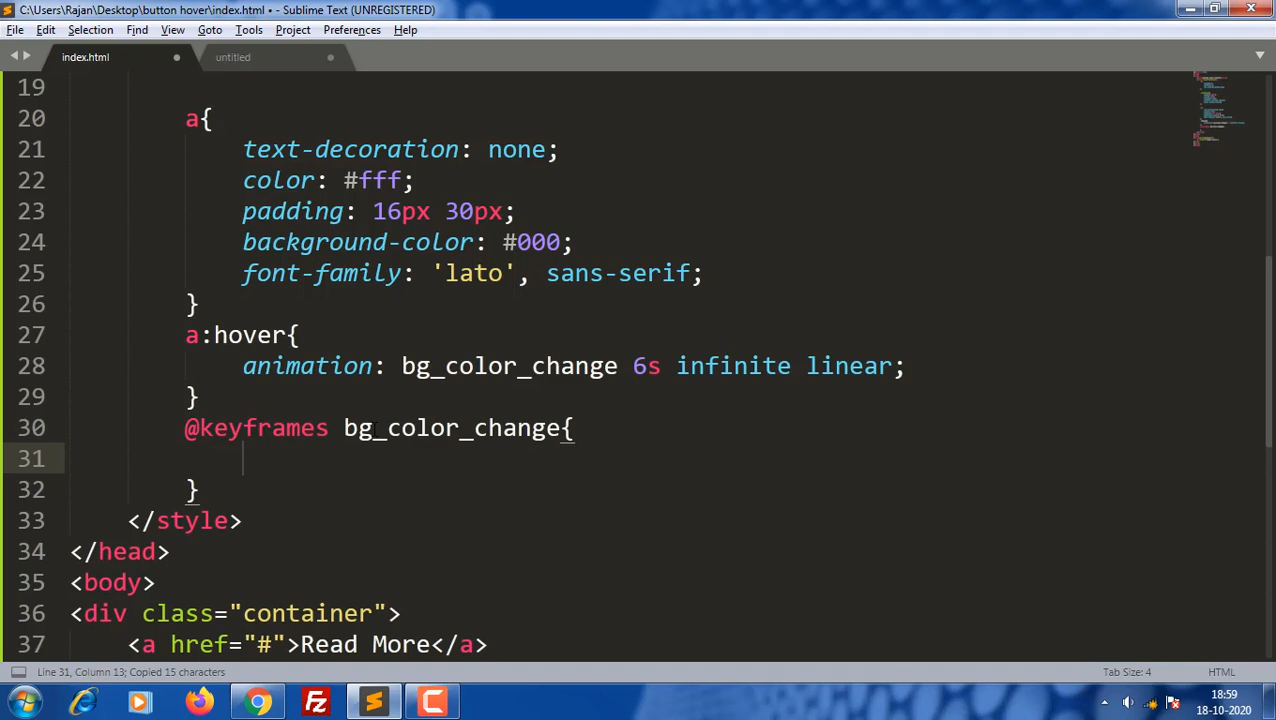 C:\Users\Rajan\Desktop\button hover\index.html • - Sublime Text (UNREGISTERED)
File Edit Selection Find View Goto Tools Project Preferences Help
index.html untitled
19
20 a{
21 text-decoration: none;
22 color: #fff;
23 padding: 16px 30px;
24 background-color: #000;
25 font-family: 'lato', sans-serif;
26 }
27 a:hover{
28 animation: bg_color_change 6s infinite linear;
29 }
30 @keyframes bg_color_change{
31
32 }
33 </style>
34 </head>
35 <body>
36 <div class="container">
37 <a href="#">Read More</a>
Line 31, Column 13; Copied 15 characters Tab Size: 4 HTML
18:59
18-10-2020